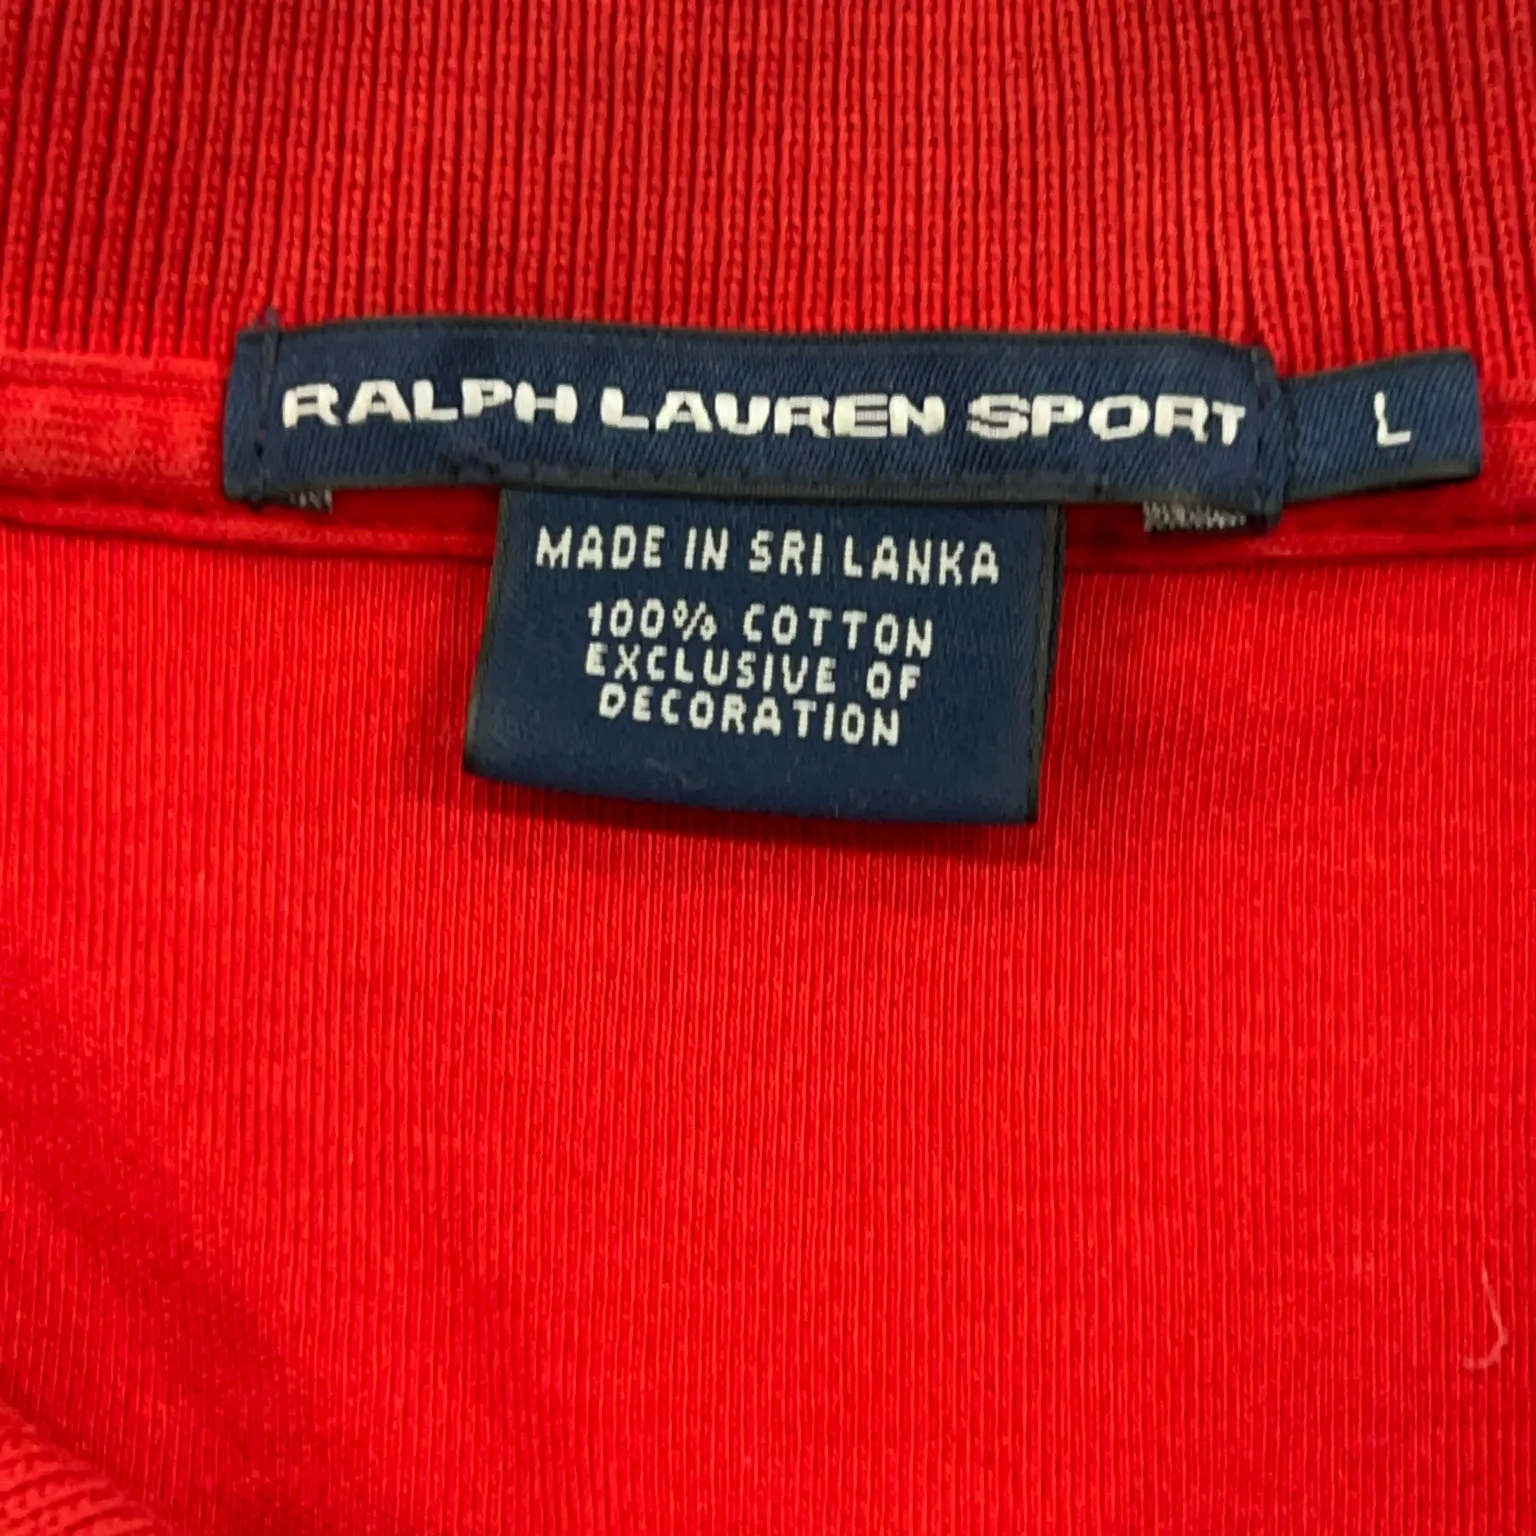 RALPH LAUREN SPORT
L
MADE IN SRI LANKA
100% COTTON
EXCLUSIVE OF
DECORATION